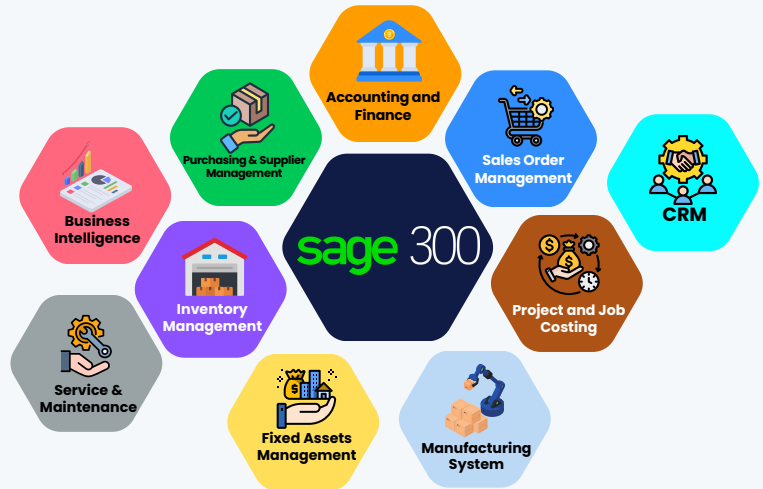 Accounting and
Finance
Purchasing & Supplier
Management
Sales Order
Management
CRM
Business
Intelligence
sage 300
Inventory
Management
Project and Job
Costing
Service &
Maintenance
Fixed Assets
Management
Manufacturing
System